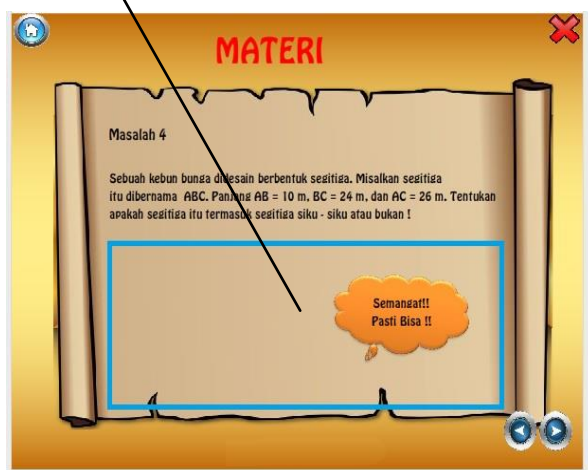 MATERI
Masalah 4
Sebuah kebun bunga didesain berbentuk segitiga. Misalkan segitiga
itu dibernama ABC. Panjang AB = 10 m, BC = 24 m, dan AC = 26 m. Tentukan
apakah segitiga itu termasuk segitiga siku - siku atau bukan !
Semangat!!
Pasti Bisa !!